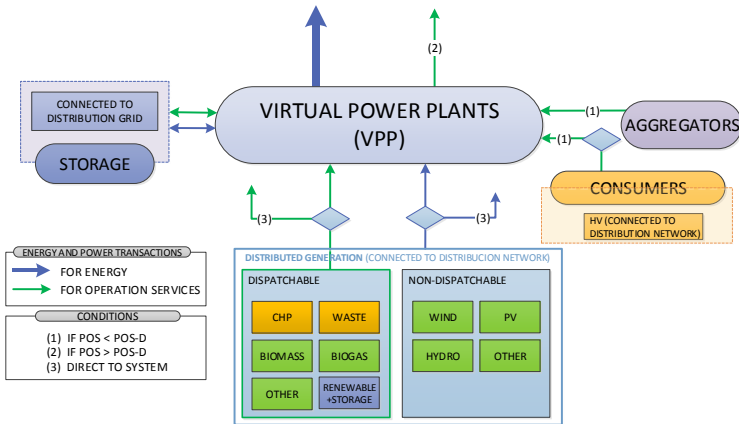 (2)
VIRTUAL POWER PLANTS
(VPP)
CONNECTED TO
DISTRIBUTION GRID
STORAGE
(1)
AGGREGATORS
(1)
CONSUMERS
HV (CONNECTED TO
DISTRIBUTION NETWORK)
(3)
(3)
ENERGY AND POWER TRANSACTIONS
FOR ENERGY
FOR OPERATION SERVICES
CONDITIONS
(1) IF POS < POS-D
(2) IF POS > POS-D
(3) DIRECT TO SYSTEM
DISTRIBUTED GENERATION (CONNECTED TO DISTRIBUCION NETWORK)
DISPATCHABLE
CHP
WASTE
BIOMASS
BIOGAS
OTHER
RENEWABLE
+STORAGE
NON-DISPATCHABLE
WIND
PV
HYDRO
OTHER